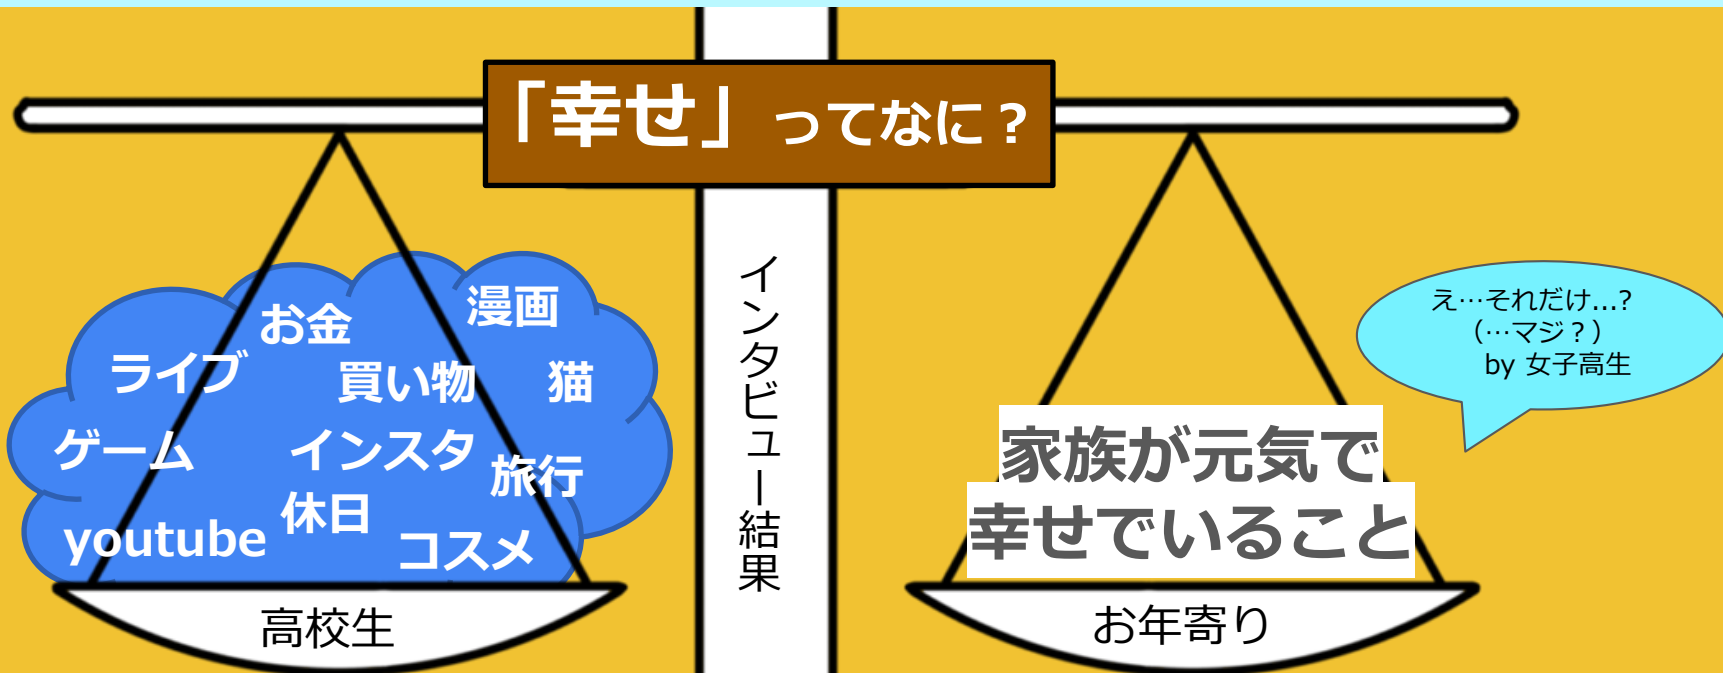 「幸せ」ってなに？
インタビュー結果
お金
漫画
ライブ
買い物
猫
ゲーム
インスタ
旅行
休日
youtube
コスメ
高校生
え…それだけ...?
（…マジ？）
by 女子高生
家族が元気で
幸せでいること
お年寄り